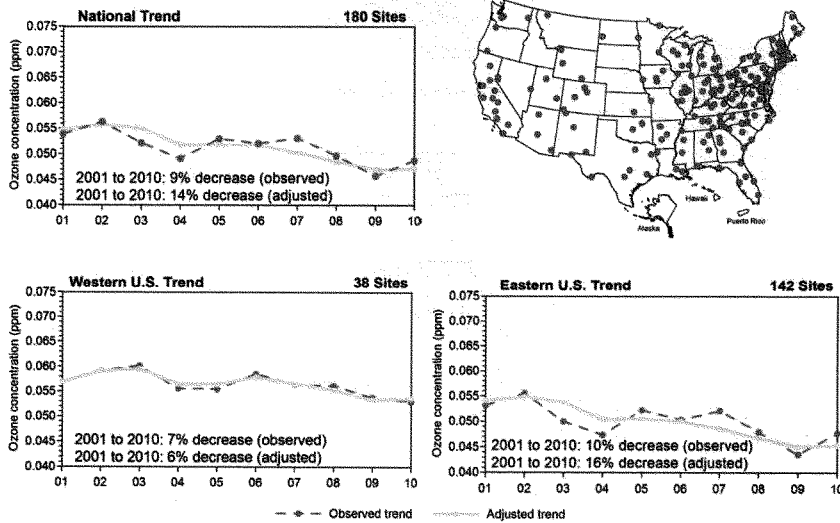 National Trend 180 Sites
Ozone concentration (ppm)
0.075
0.070
0.065
0.060
0.055
0.050
0.045
0.040
2001 to 2010: 9% decrease (observed)
2001 to 2010: 14% decrease (adjusted)
01 02 03 04 05 06 07 08 09 10
Alaska
Hawaii
Puerto Rico
Western U.S. Trend 38 Sites
Ozone concentration (ppm)
0.075
0.070
0.065
0.060
0.055
0.050
0.045
0.040
2001 to 2010: 7% decrease (observed)
2001 to 2010: 6% decrease (adjusted)
01 02 03 04 05 06 07 08 09 10
Eastern U.S. Trend 142 Sites
Ozone concentration (ppm)
0.075
0.070
0.065
0.060
0.055
0.050
0.045
0.040
2001 to 2010: 10% decrease (observed)
2001 to 2010: 16% decrease (adjusted)
01 02 03 04 05 06 07 08 09 10
Observed trend Adjusted trend